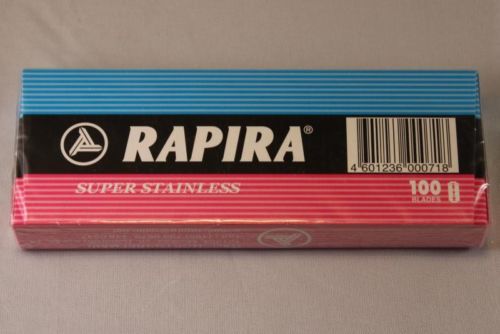 RAPIRA®
4 601236 000718
SUPER STAINLESS
100
BLADES